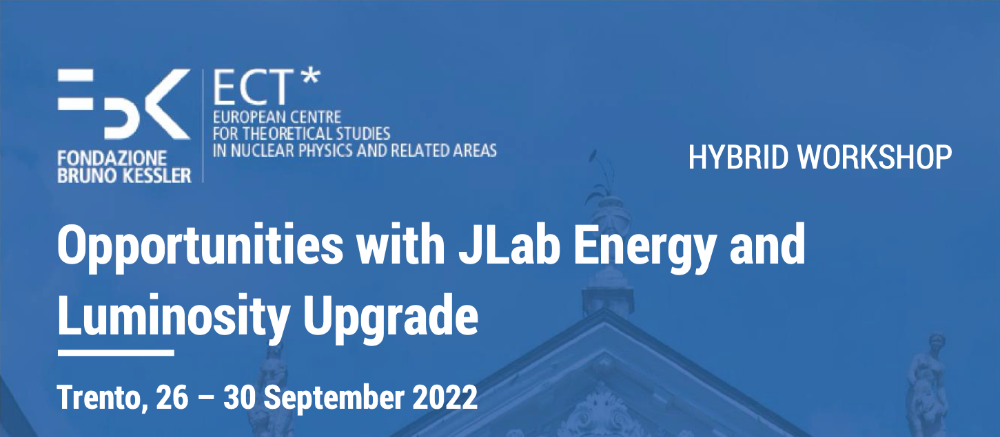 FBK
FONDAZIONE
BRUNO KESSLER
ECT*
EUROPEAN CENTRE
FOR THEORETICAL STUDIES
IN NUCLEAR PHYSICS AND RELATED AREAS
HYBRID WORKSHOP
Opportunities with JLab Energy and
Luminosity Upgrade
Trento, 26 – 30 September 2022